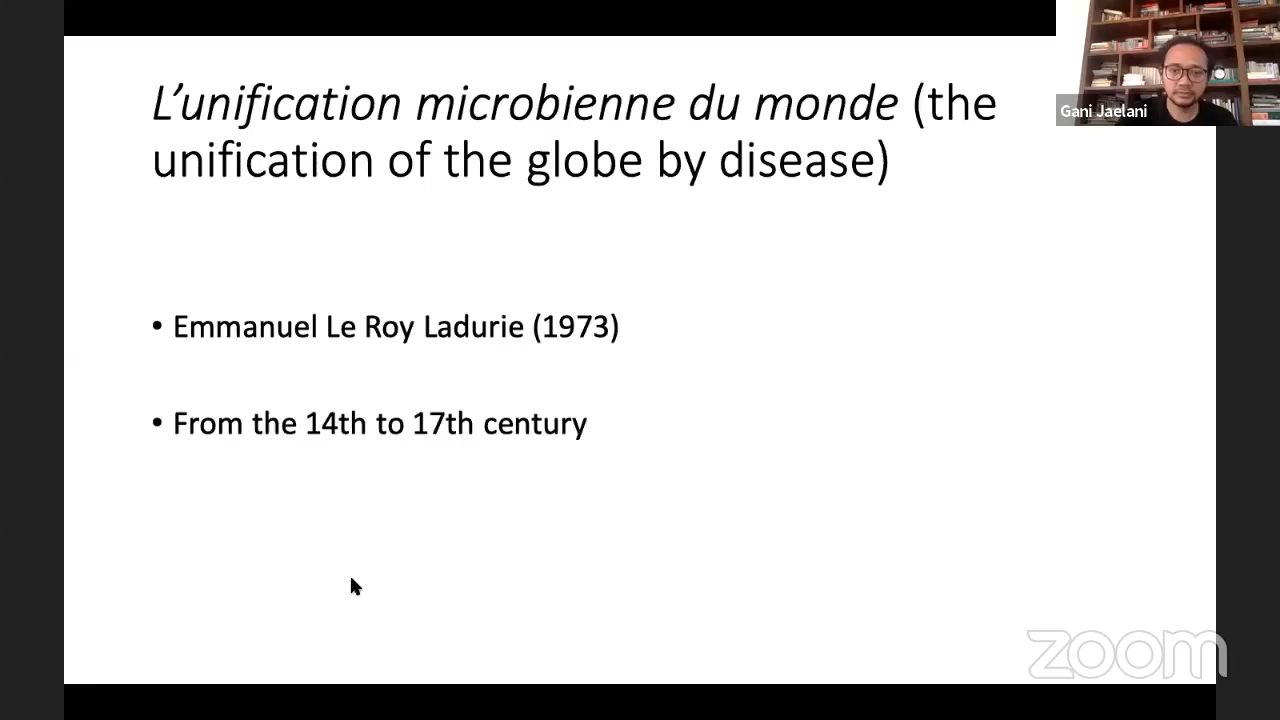 L’unification microbienne du monde (the
unification of the globe by disease)
Gani Jaelani
• Emmanuel Le Roy Ladurie (1973)
• From the 14th to 17th century
zoom